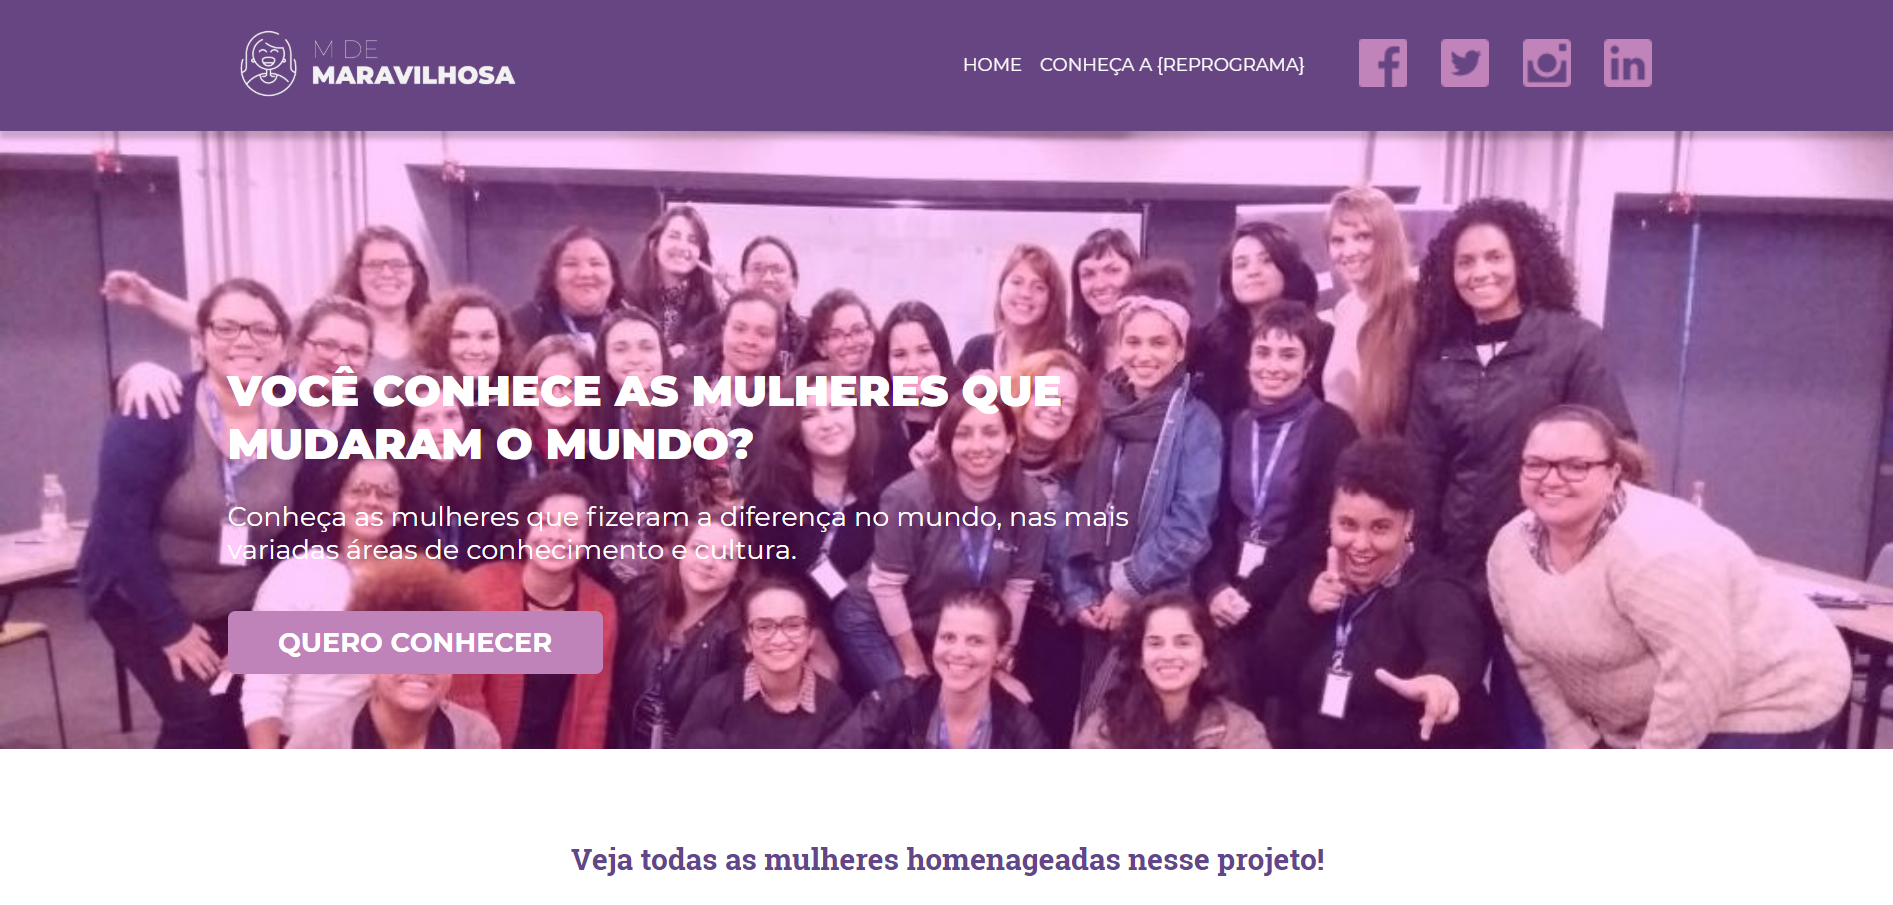 M DE
MARAVILHOSA
HOME CONHEÇA A {REPROGRAMA}
VOCÊ CONHECE AS MULHERES QUE
MUDARAM O MUNDO?
Conheça as mulheres que fizeram a diferença no mundo, nas mais
variadas áreas de conhecimento e cultura.
QUERO CONHECER
Veja todas as mulheres homenageadas nesse projeto!